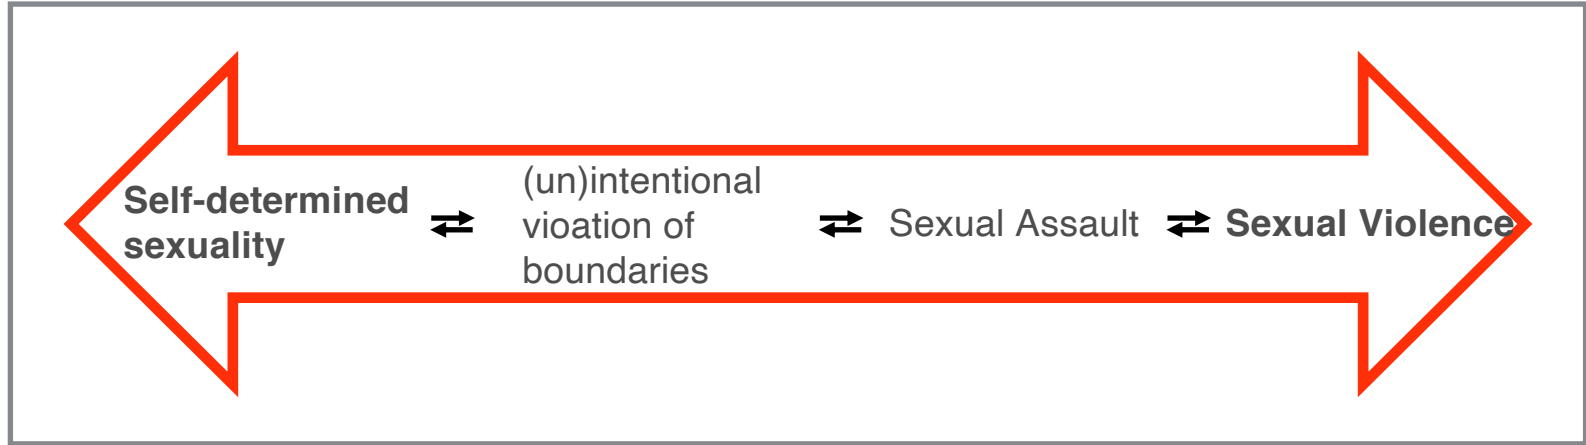 Self-determined
sexuality
(un)intentional
vioation of
boundaries
Sexual Assault
Sexual Violence